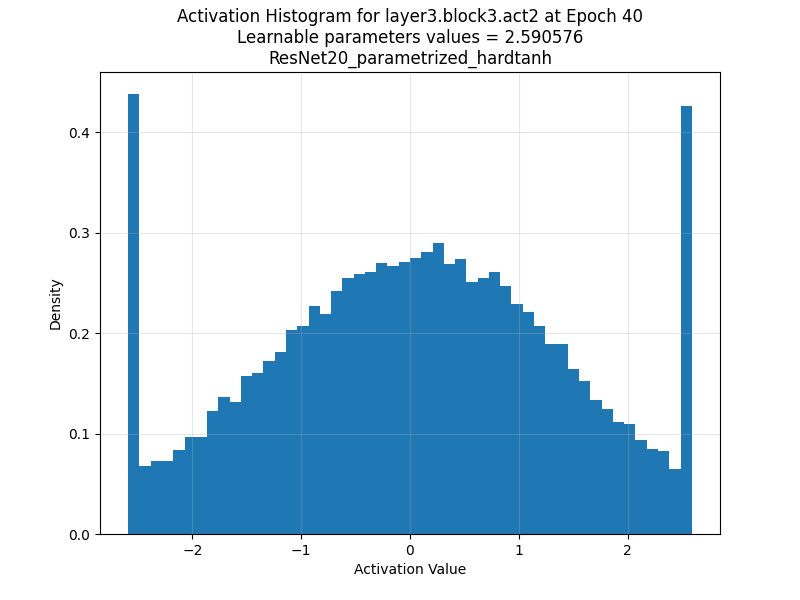 Activation Histogram for layer3.block3.act2 at Epoch 40
Learnable parameters values = 2.590576
ResNet20_parametrized_hardtanh
0.4
0.3
0.2
0.1
0.0
Density
−2
−1
0
1
2
Activation Value